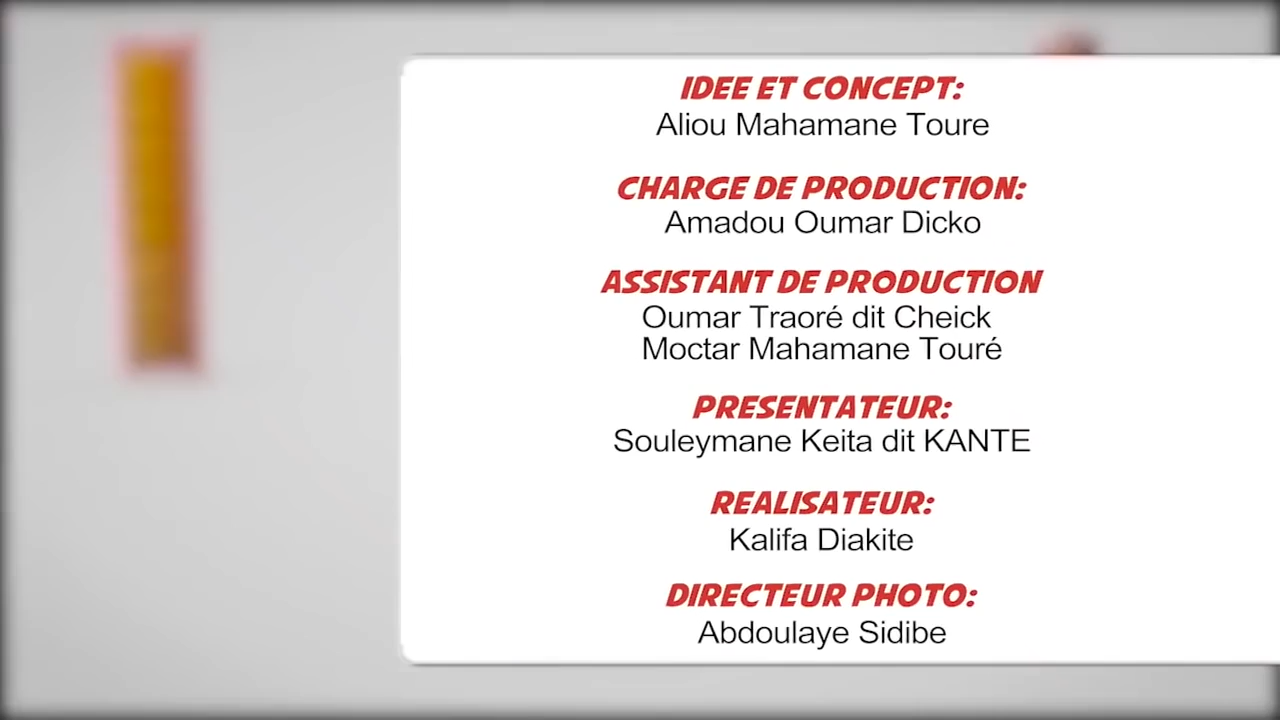 IDEE ET CONCEPT:
Aliou Mahamane Toure
CHARGE DE PRODUCTION:
Amadou Oumar Dicko
ASSISTANT DE PRODUCTION
Oumar Traoré dit Cheick
Moctar Mahamane Touré
PRESENTATEUR:
Souleymane Keita dit KANTE
REALISATEUR:
Kalifa Diakite
DIRECTEUR PHOTO:
Abdoulaye Sidibe